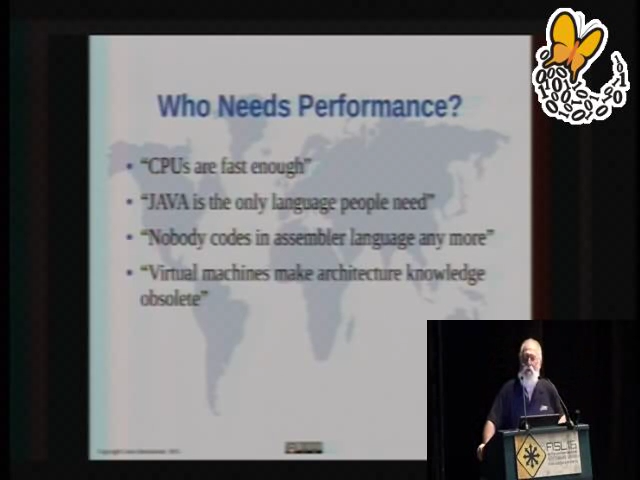 Who Needs Performance?
• “CPUs are fast enough”
• “JAVA is the only language people need”
• “Nobody codes in assembler language any more”
• “Virtual machines make architecture knowledge
obsolete”
FISL16